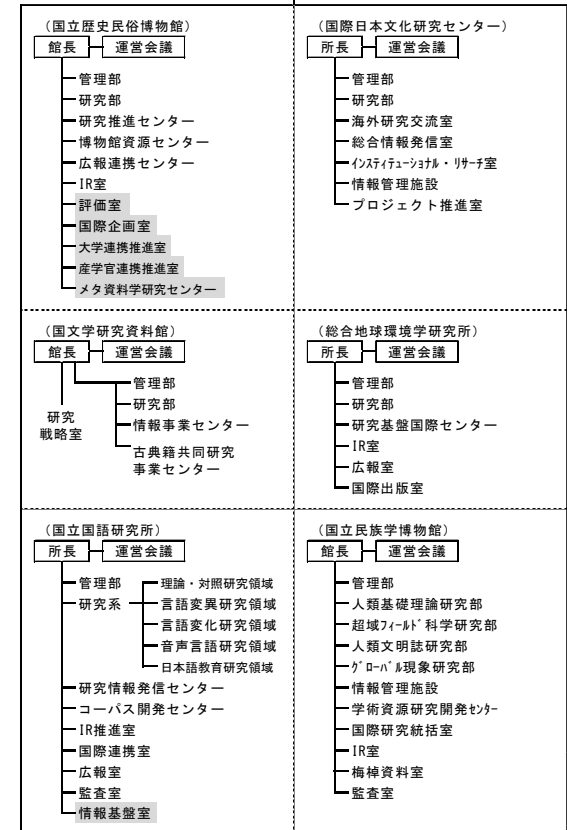 （国立歴史民俗博物館）
館長 運営会議
管理部
研究部
研究推進センター
博物館資源センター
広報連携センター
IR室
評価室
国際企画室
大学連携推進室
産学官連携推進室
メタ資料学研究センター
（国際日本文化研究センター）
所長 運営会議
管理部
研究部
海外研究交流室
総合情報発信室
ｲﾝｽﾃｨﾃｭｰｼｮﾅﾙ・ﾘｻｰﾁ室
情報管理施設
プロジェクト推進室
（国文学研究資料館）
館長 運営会議
研究
戦略室
管理部
研究部
情報事業センター
古典籍共同研究
事業センター
（総合地球環境学研究所）
所長 運営会議
管理部
研究部
研究基盤国際センター
IR室
広報室
国際出版室
（国立国語研究所）
所長 運営会議
管理部
研究系
理論・対照研究領域
言語変異研究領域
言語変化研究領域
音声言語研究領域
日本語教育研究領域
研究情報発信センター
コーパス開発センター
IR推進室
国際連携室
広報室
監査室
情報基盤室
（国立民族学博物館）
館長 運営会議
管理部
人類基礎理論研究部
超域ﾌｨｰﾙﾄﾞ科学研究部
人類文明誌研究部
ｸﾞﾛｰﾊﾞﾙ現象研究部
情報管理施設
学術資源研究開発ｾﾝﾀｰ
国際研究統括室
IR室
梅棹資料室
監査室